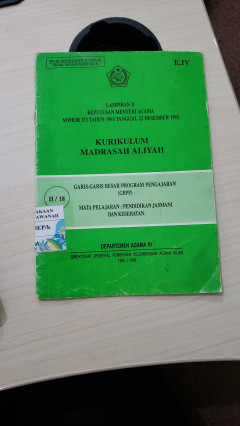 E.IV
LAMPIRAN II
KEPUTUSAN MENTERI AGAMA
NOMOR 373 TAHUN 1993 TANGGAL 22 DESEMBER 1993
KURIKULUM
MADRASAH ALIYAH
GARIS-GARIS BESAR PROGRAM PENGAJARAN
(GBPP)
II / 18
MATA PELAJARAN : PENDIDIKAN JASMANI
DAN KESEHATAN
AKAAN
AWANAH
DEPARTEMEN AGAMA RI
DIREKTORAT JENDERAL PEMBINAAN KELEMBAGAAN AGAMA ISLAM